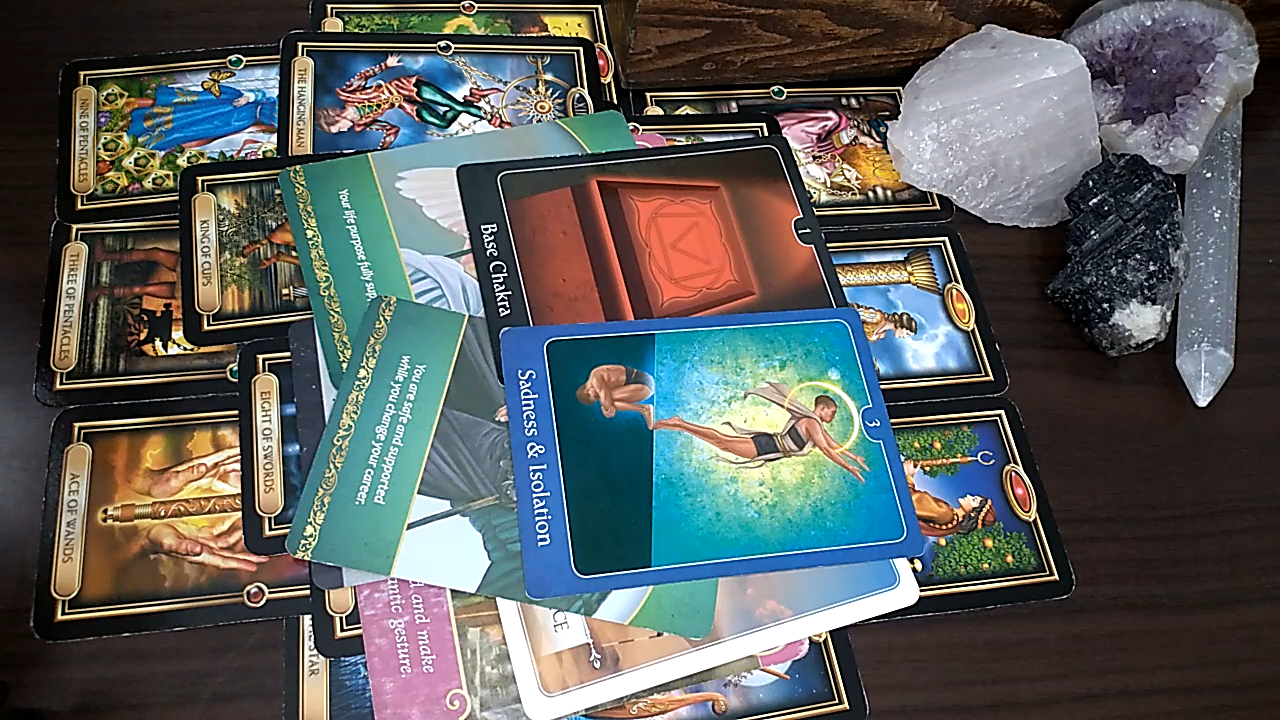 NINE OF PENTACLES
THE HANGING MAN
XII
KING OF CUPS
THREE OF PENTACLES
EIGHT OF SWORDS
ACE OF WANDS
Your life purpose fully sup
1
Base Chakra
You are safe and supported
while you change your career.
3
Sadness & Isolation
and make
ntic gesture.
CE
STAR